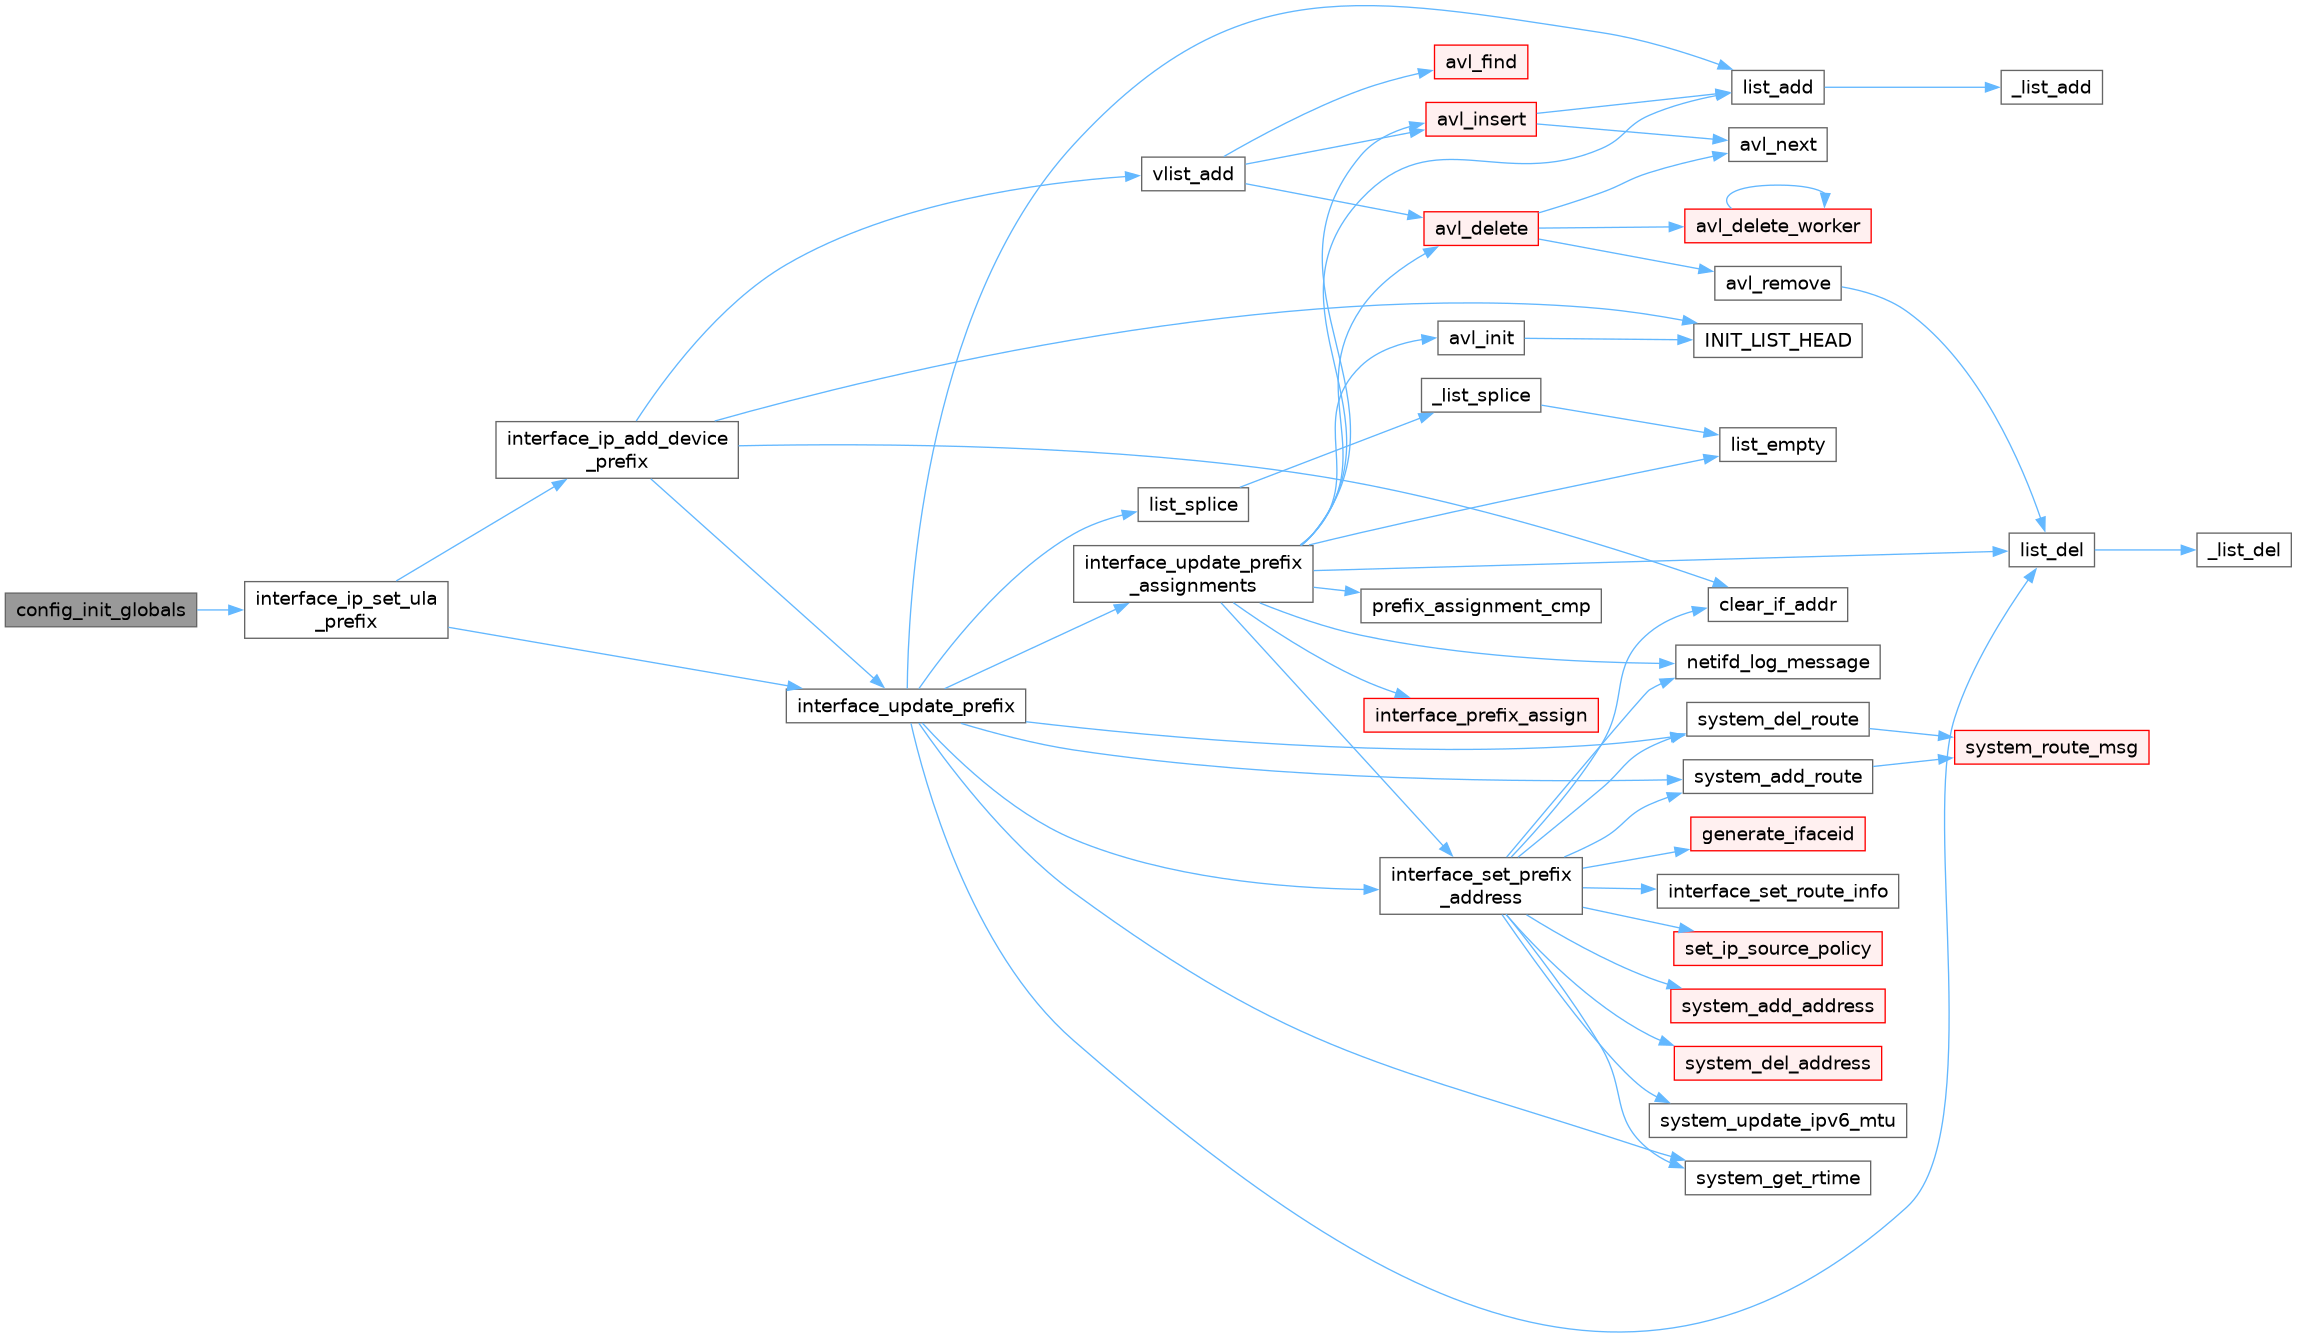 config_init_globals
interface_ip_set_ula
_prefix
interface_ip_add_device
_prefix
interface_update_prefix
vlist_add
list_splice
interface_update_prefix
_assignments
avl_find
avl_insert
avl_delete
avl_init
_list_splice
prefix_assignment_cmp
interface_prefix_assign
interface_set_prefix
_address
list_add
avl_next
avl_delete_worker
avl_remove
INIT_LIST_HEAD
list_empty
clear_if_addr
netifd_log_message
system_del_route
system_add_route
generate_ifaceid
interface_set_route_info
set_ip_source_policy
system_add_address
system_del_address
system_update_ipv6_mtu
system_get_rtime
_list_add
list_del
system_route_msg
_list_del